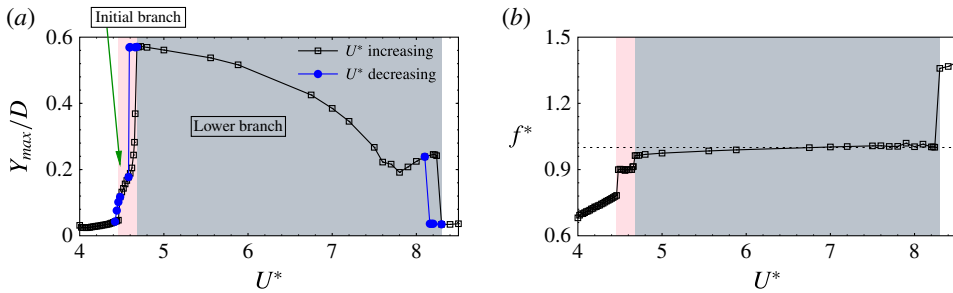 (a)
Initial branch
0.6
0.4
0.2
0
Y_max/D
U* increasing
U* decreasing
Lower branch
4 5 6 7 8
U*
(b)
1.5
1.2
0.9
0.6
f*
4 5 6 7 8
U*